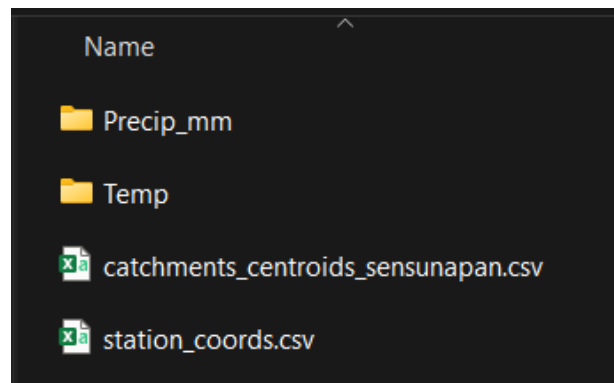 Name
Precip_mm
Temp
catchments_centroids_sensunapan.csv
station_coords.csv